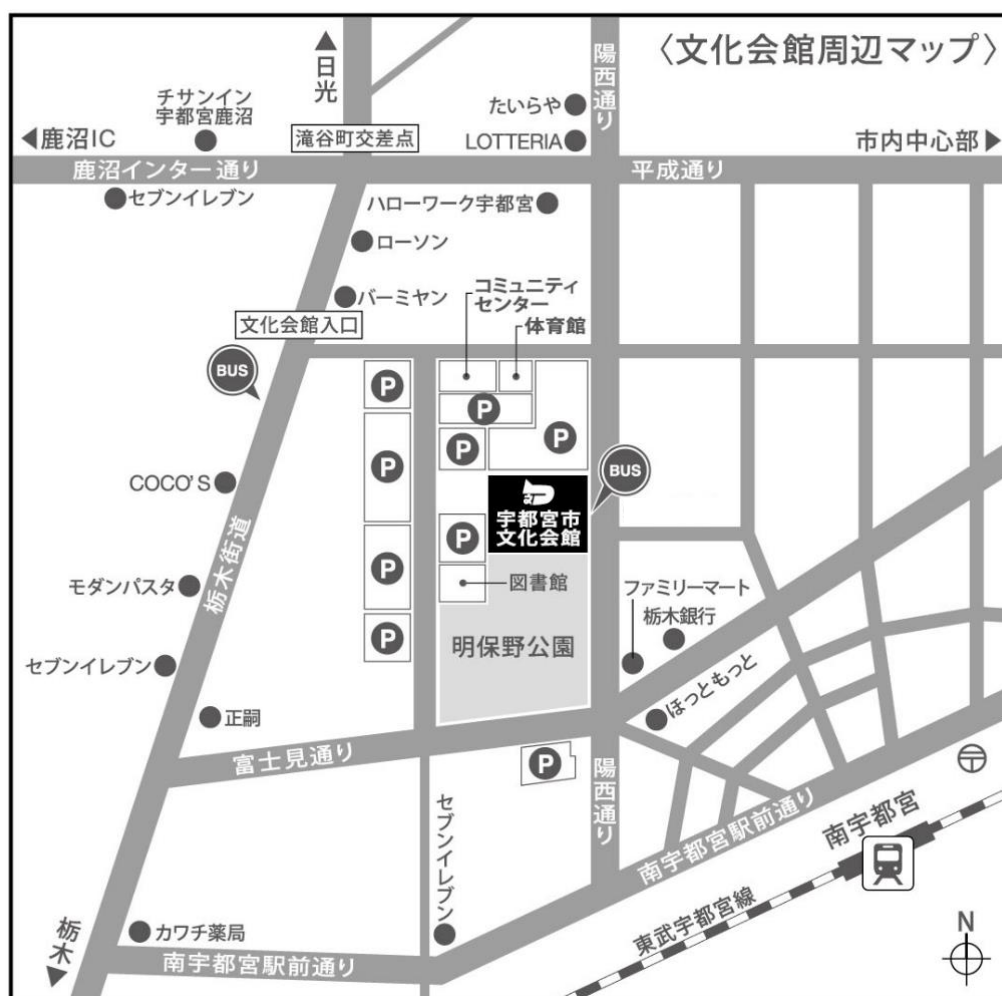 〈文化会館周辺マップ〉
▲日光
陽西通り
チサンイン
宇都宮鹿沼
たいらや
◀鹿沼IC
滝谷町交差点
LOTTERIA
市内中心部▶
鹿沼インター通り
平成通り
セブンイレブン
ハローワーク宇都宮
ローソン
バーミヤン
コミュニティ
センター
体育館
文化会館入口
BUS
P
P
P
P
P
BUS
COCO'S
宇都宮市
文化会館
P
栃木街道
P
モダンパスタ
図書館
ファミリーマート
栃木銀行
P
明保野公園
セブンイレブン
ほっともっと
正嗣
富士見通り
P
陽西通り
セブンイレブン
南宇都宮駅前通り
南宇都宮
東武宇都宮線
カワチ薬局
栃木▼
南宇都宮駅前通り
N